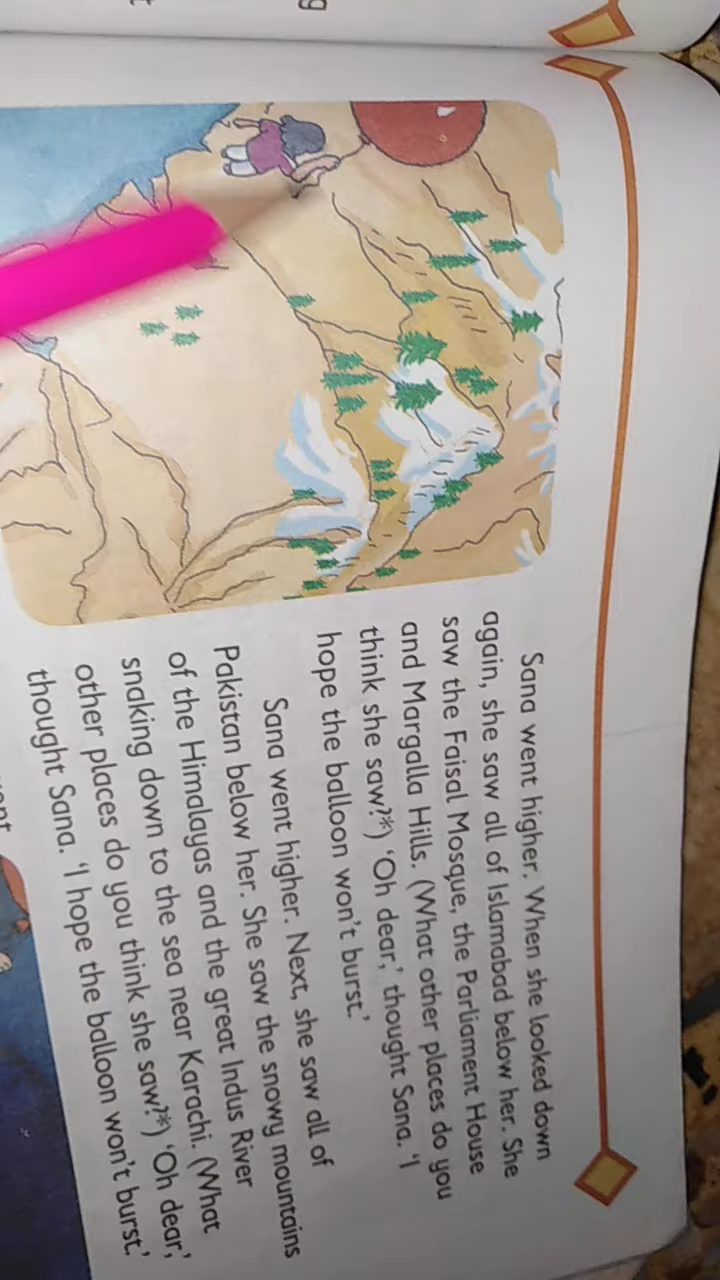 Sana went higher. When she looked down
again, she saw all of Islamabad below her. She
saw the Faisal Mosque, the Parliament House
and Margalla Hills. (What other places do you
think she saw?*) ‘Oh dear,’ thought Sana. ‘I
hope the balloon won’t burst.’
Sana went higher. Next, she saw all of
Pakistan below her. She saw the snowy mountains
of the Himalayas and the great Indus River
snaking down to the sea near Karachi. (What
other places do you think she saw?*) ‘Oh dear,’
thought Sana. ‘I hope the balloon won’t burst.’